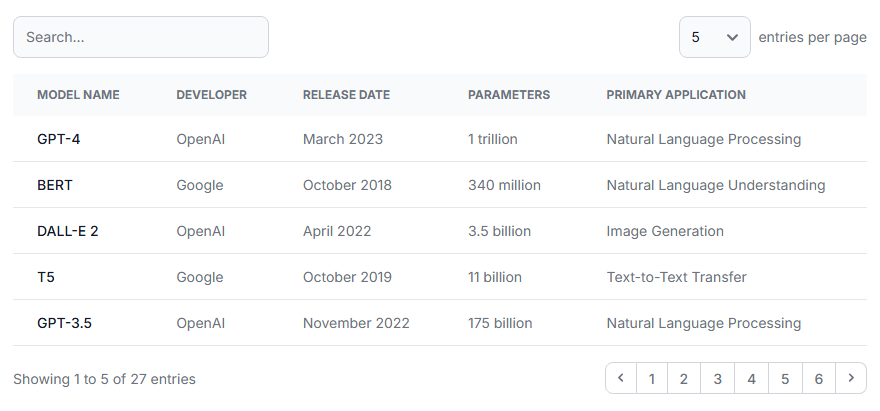 Search... 5 entries per page
MODEL NAME DEVELOPER RELEASE DATE PARAMETERS PRIMARY APPLICATION
GPT-4 OpenAI March 2023 1 trillion Natural Language Processing
BERT Google October 2018 340 million Natural Language Understanding
DALL-E 2 OpenAI April 2022 3.5 billion Image Generation
T5 Google October 2019 11 billion Text-to-Text Transfer
GPT-3.5 OpenAI November 2022 175 billion Natural Language Processing
Showing 1 to 5 of 27 entries 1 2 3 4 5 6